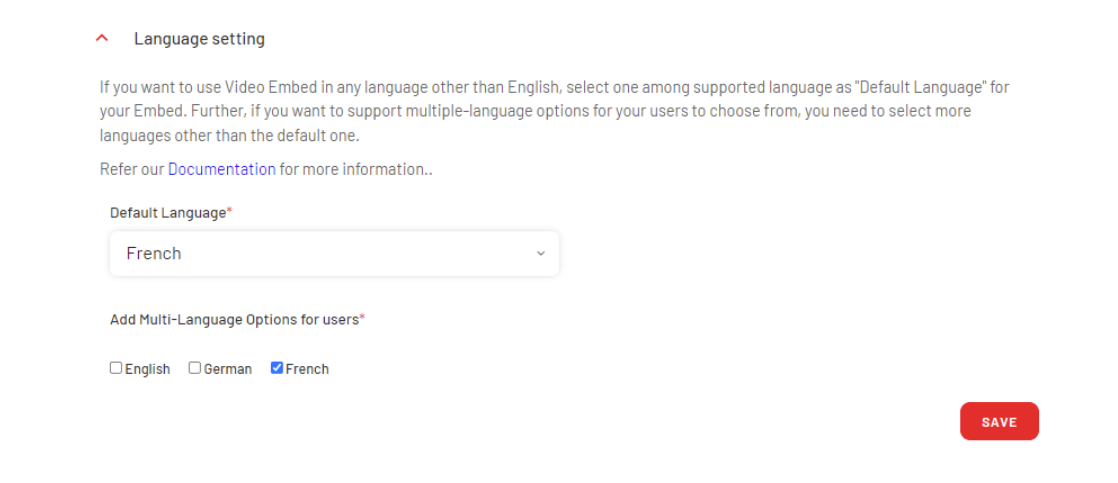 Language setting
If you want to use Video Embed in any language other than English, select one among supported language as "Default Language" for
your Embed. Further, if you want to support multiple-language options for your users to choose from, you need to select more
languages other than the default one.
Refer our Documentation for more information..
Default Language*
French
Add Multi-Language Options for users*
English German French
SAVE